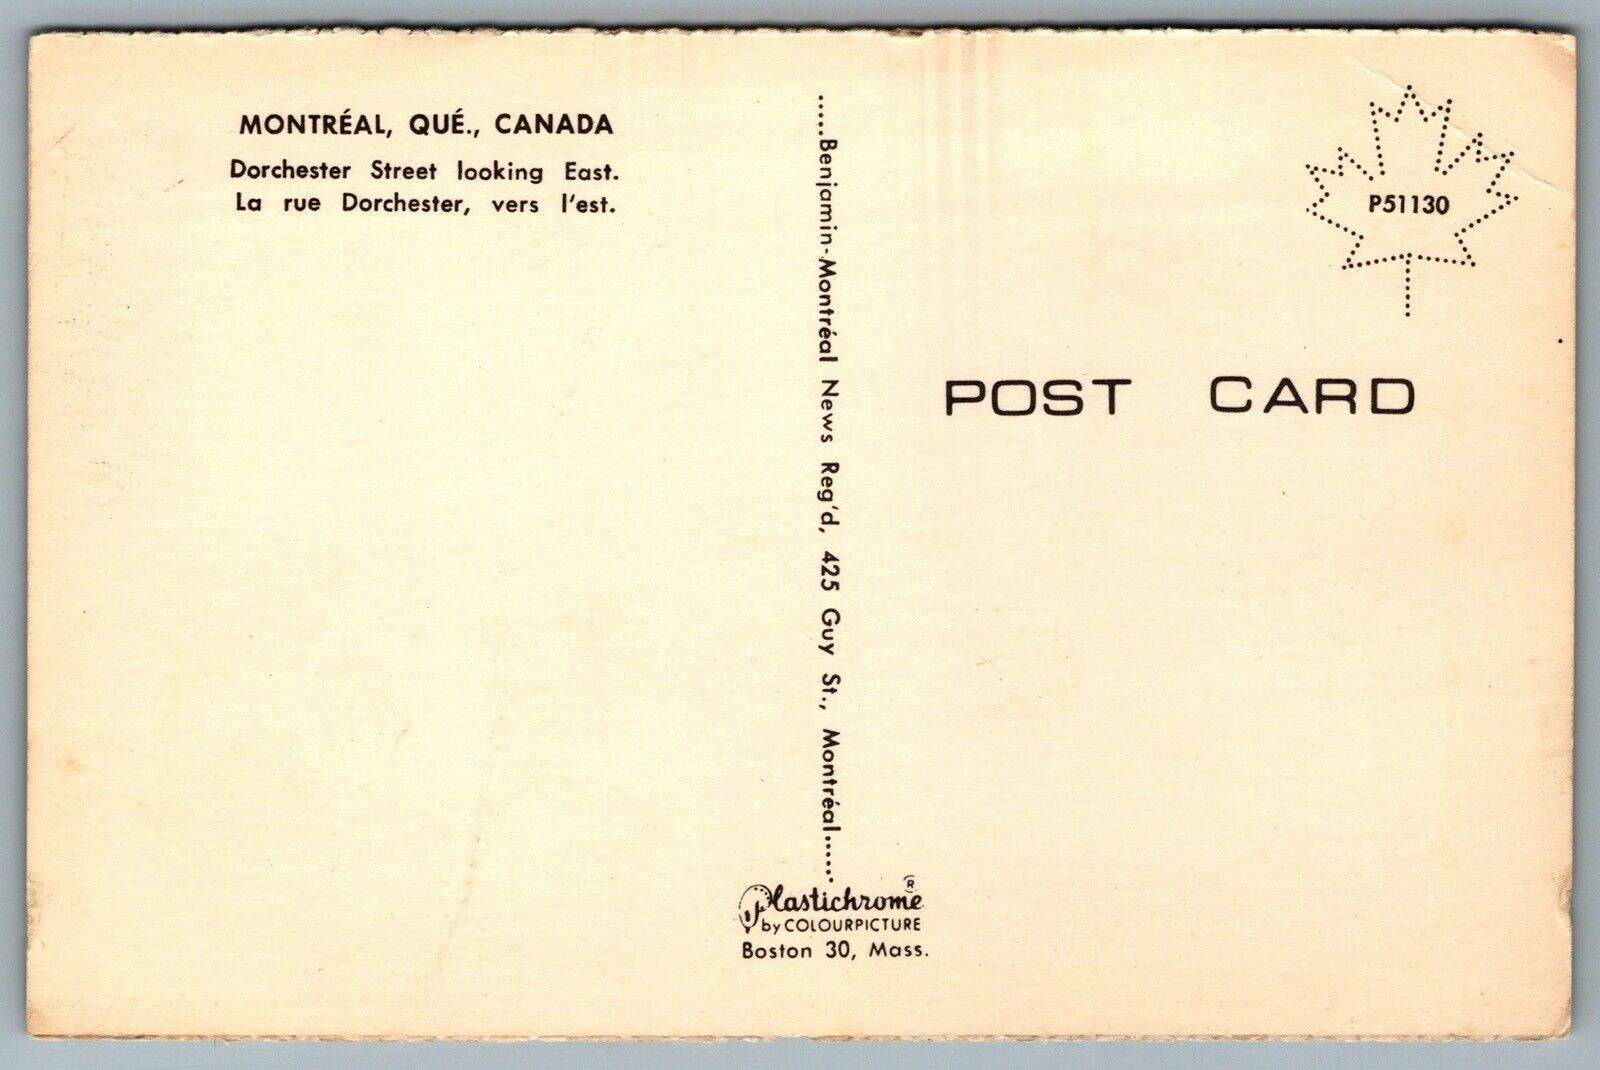 MONTRÉAL, QUÉ., CANADA
Dorchester Street looking East.
La rue Dorchester, vers l'est.
......Benjamin-Montréal News Reg'd, 425 Guy St., Montréal......
P51130
POST CARD
Plastichrome ®
by COLOURPICTURE
Boston 30, Mass.